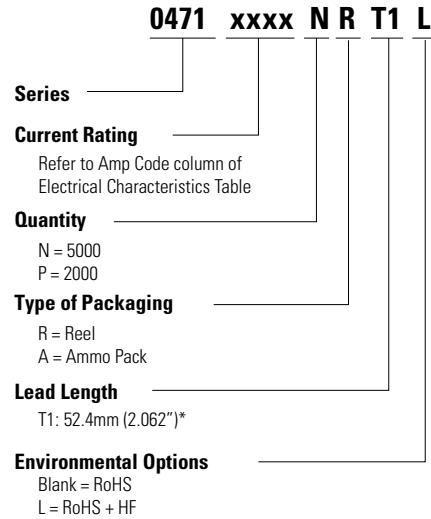 0471 xxxx N R T1 L
Series
Current Rating
Refer to Amp Code column of
Electrical Characteristics Table
Quantity
N = 5000
P = 2000
Type of Packaging
R = Reel
A = Ammo Pack
Lead Length
T1: 52.4mm (2.062″)*
Environmental Options
Blank = RoHS
L = RoHS + HF